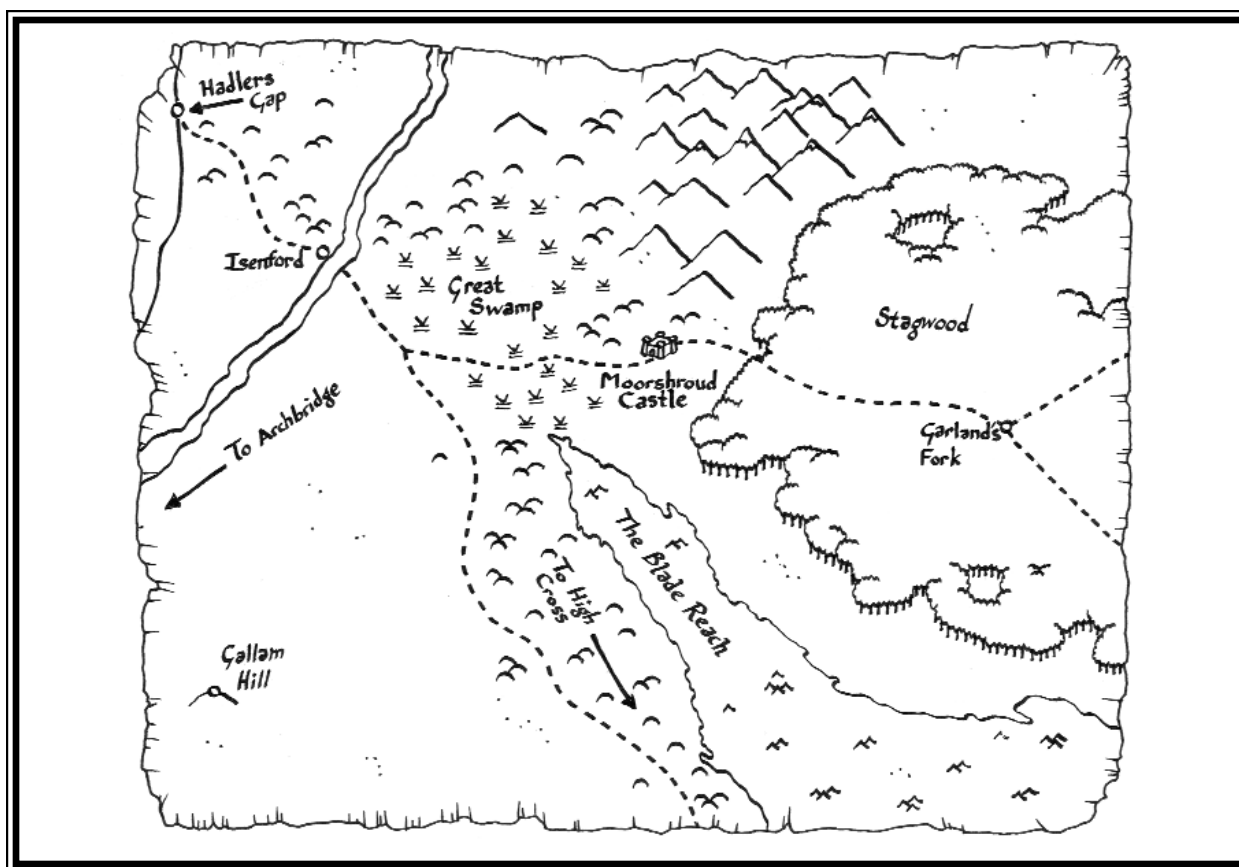 Hadlers
Gap
Isenford
Great
Swamp
Stagwood
Moorshroud
Castle
To Archbridge
Garland's
Fork
The Blade Reach
To High
Cross
Gallam
Hill